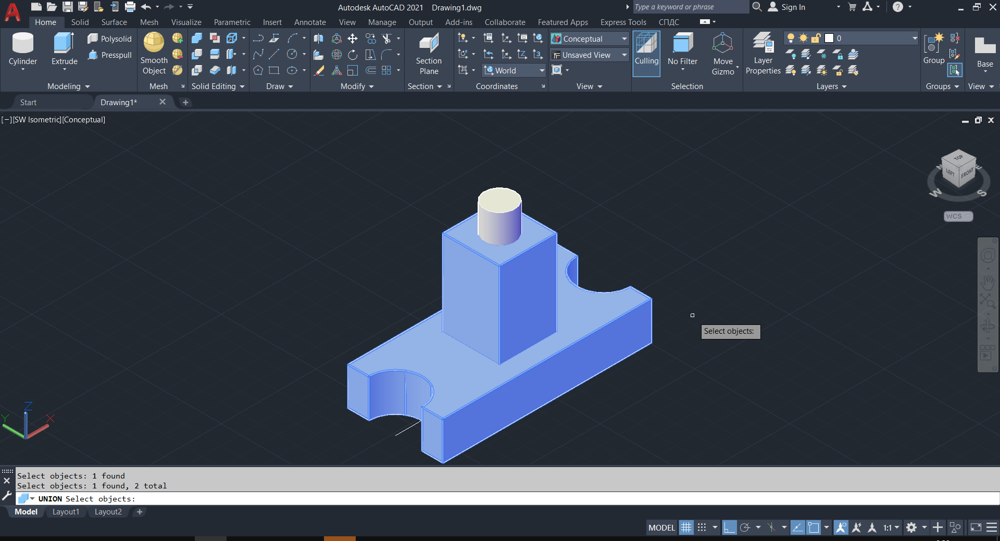 Autodesk AutoCAD 2021 Drawing1.dwg
Type a keyword or phrase
Sign In
Home Solid Surface Mesh Visualize Parametric Insert Annotate View Manage Output Add-ins Collaborate Featured Apps Express Tools СПДС
Cylinder
Extrude
Polysolid
Presspull
Modeling
Smooth
Object
Mesh
Solid Editing
Draw
Modify
Section
Plane
Section
World
Coordinates
Conceptual
Unsaved View
View
Culling
No Filter
Move
Gizmo
Selection
Layer
Properties
0
Layers
Group
Groups
Base
View
Start
Drawing1*
[−][SW Isometric][Conceptual]
TOP
LEFT
FRONT
N
E
W
S
WCS
Select objects:
Z
Y
X
Select objects: 1 found
Select objects: 1 found, 2 total
UNION Select objects:
Model Layout1 Layout2
MODEL
1:1